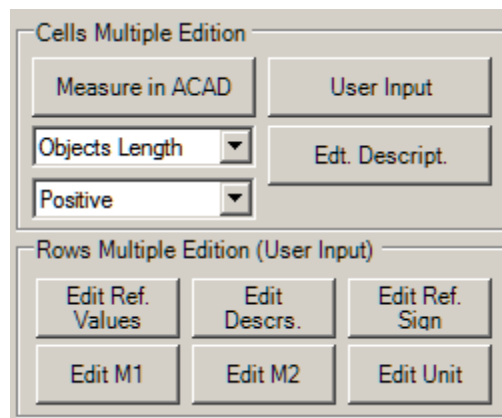 Cells Multiple Edition
Measure in ACAD
User Input
Objects Length
Edt. Descript.
Positive
Rows Multiple Edition (User Input)
Edit Ref.
Values
Edit
Descrs.
Edit Ref.
Sign
Edit M1
Edit M2
Edit Unit